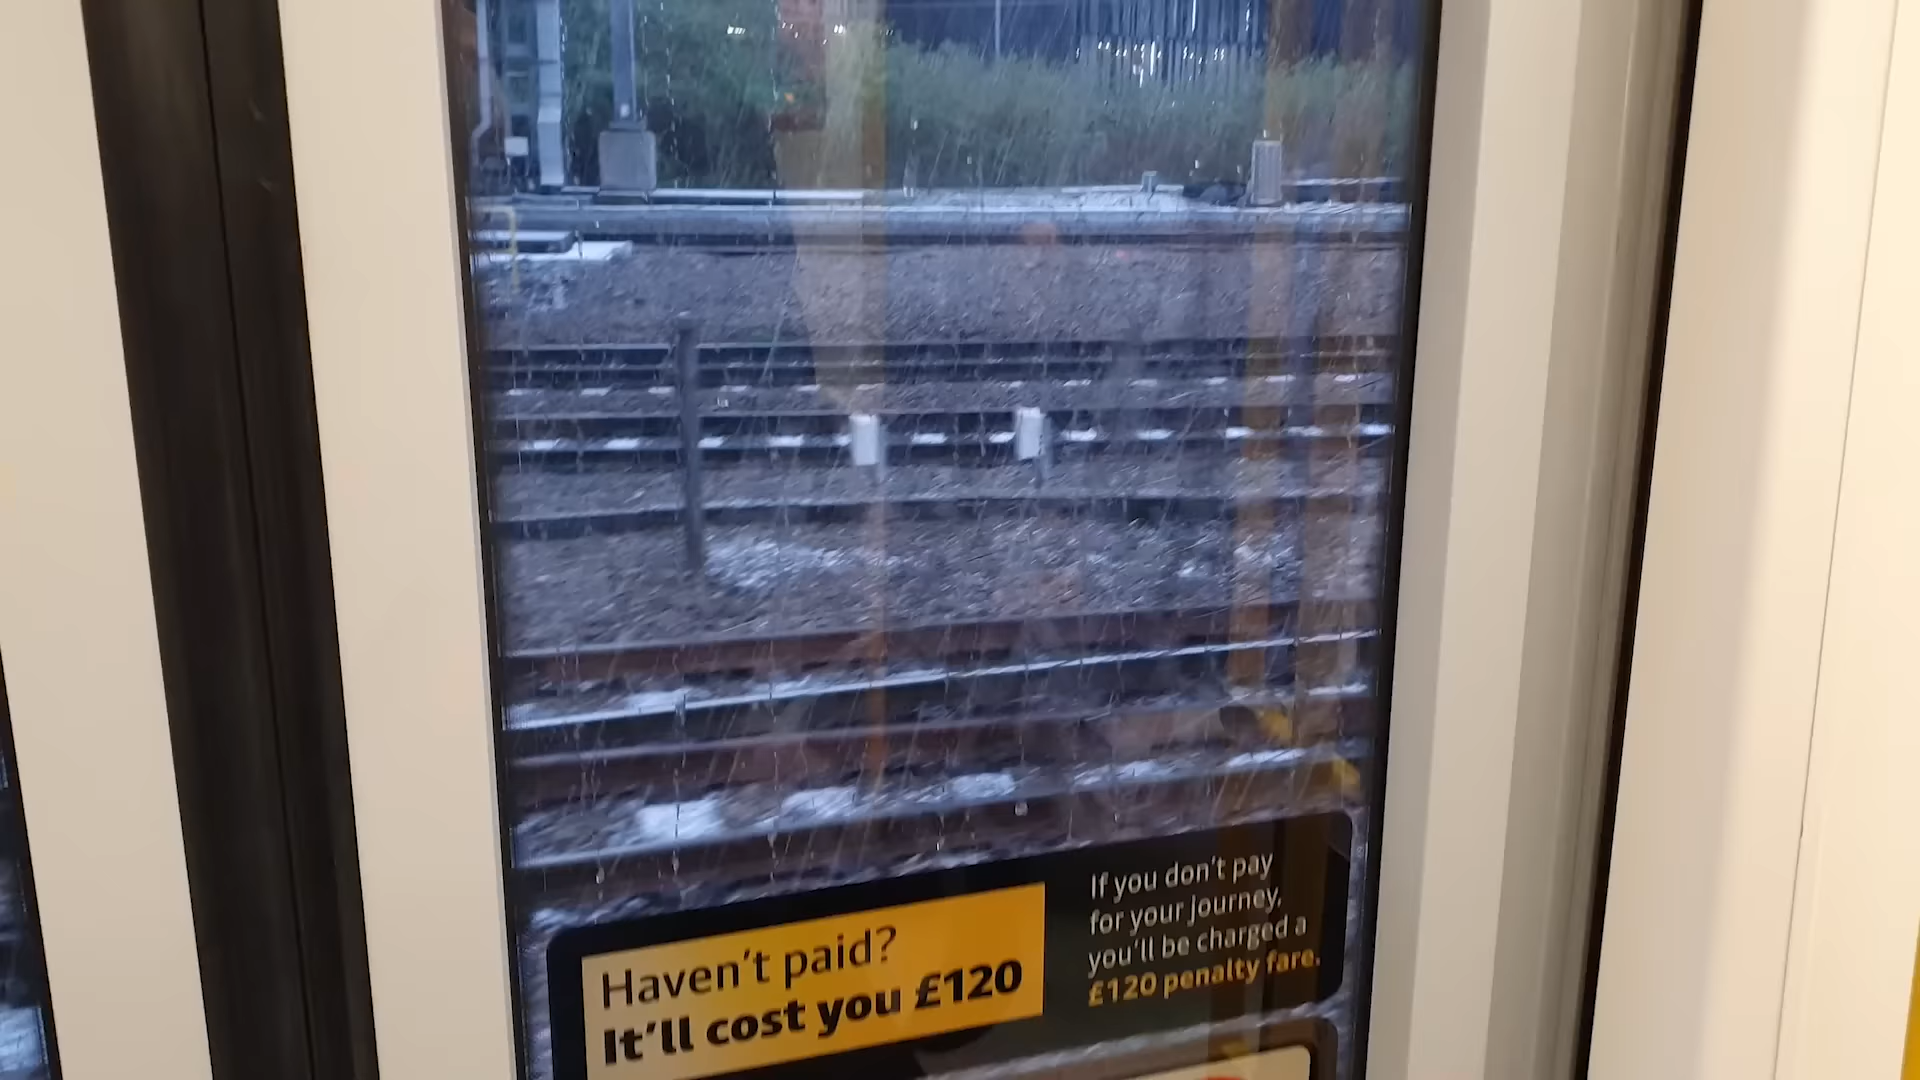 Haven't paid?
It'll cost you £120
If you don't pay
for your journey,
you'll be charged a
£120 penalty fare.